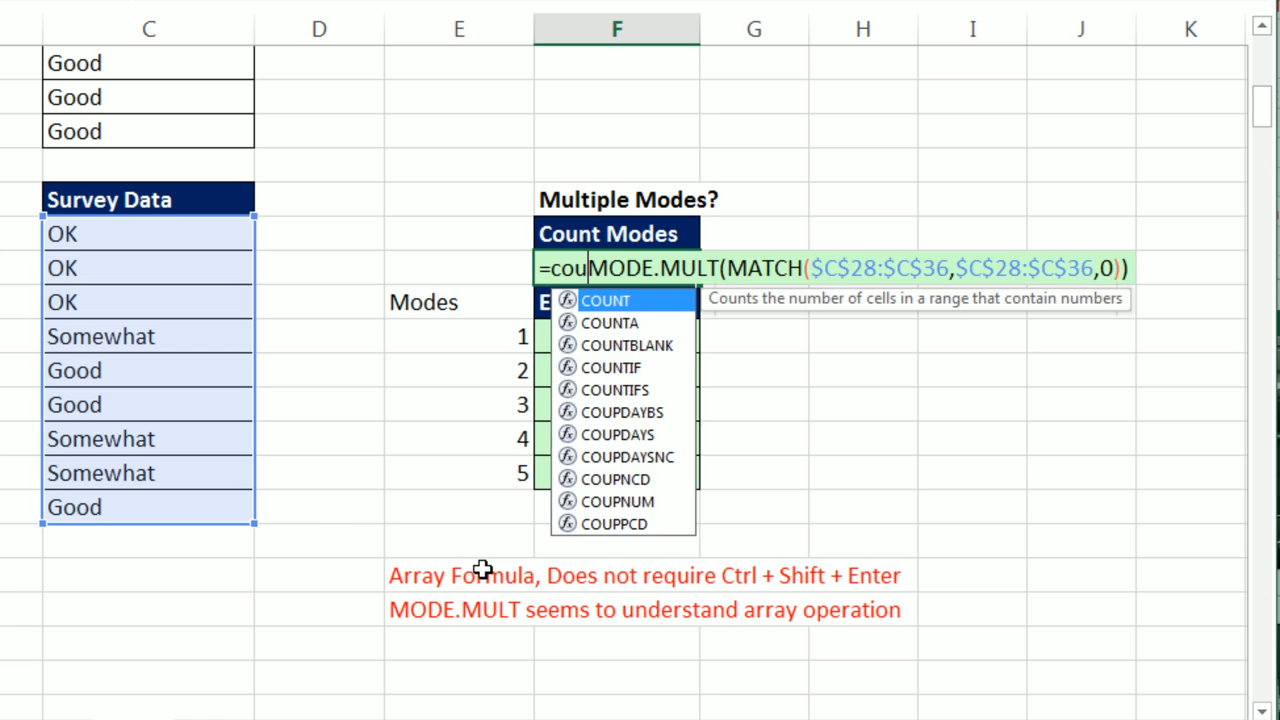 C D E F G H I J K
Good
Good
Good
Survey Data Multiple Modes?
OK Count Modes
OK =couMODE.MULT(MATCH($C$28:$C$36,$C$28:$C$36,0))
OK Modes E COUNT Counts the number of cells in a range that contain numbers
COUNTA
Somewhat 1
COUNTBLANK
Good 2 COUNTIF
COUNTIFS
Good 3 COUPDAYBS
Somewhat 4 COUPDAYS
COUPDAYSNC
Somewhat 5 COUPNCD
Good COUPNUM
COUPPCD
Array Formula, Does not require Ctrl + Shift + Enter
MODE.MULT seems to understand array operation